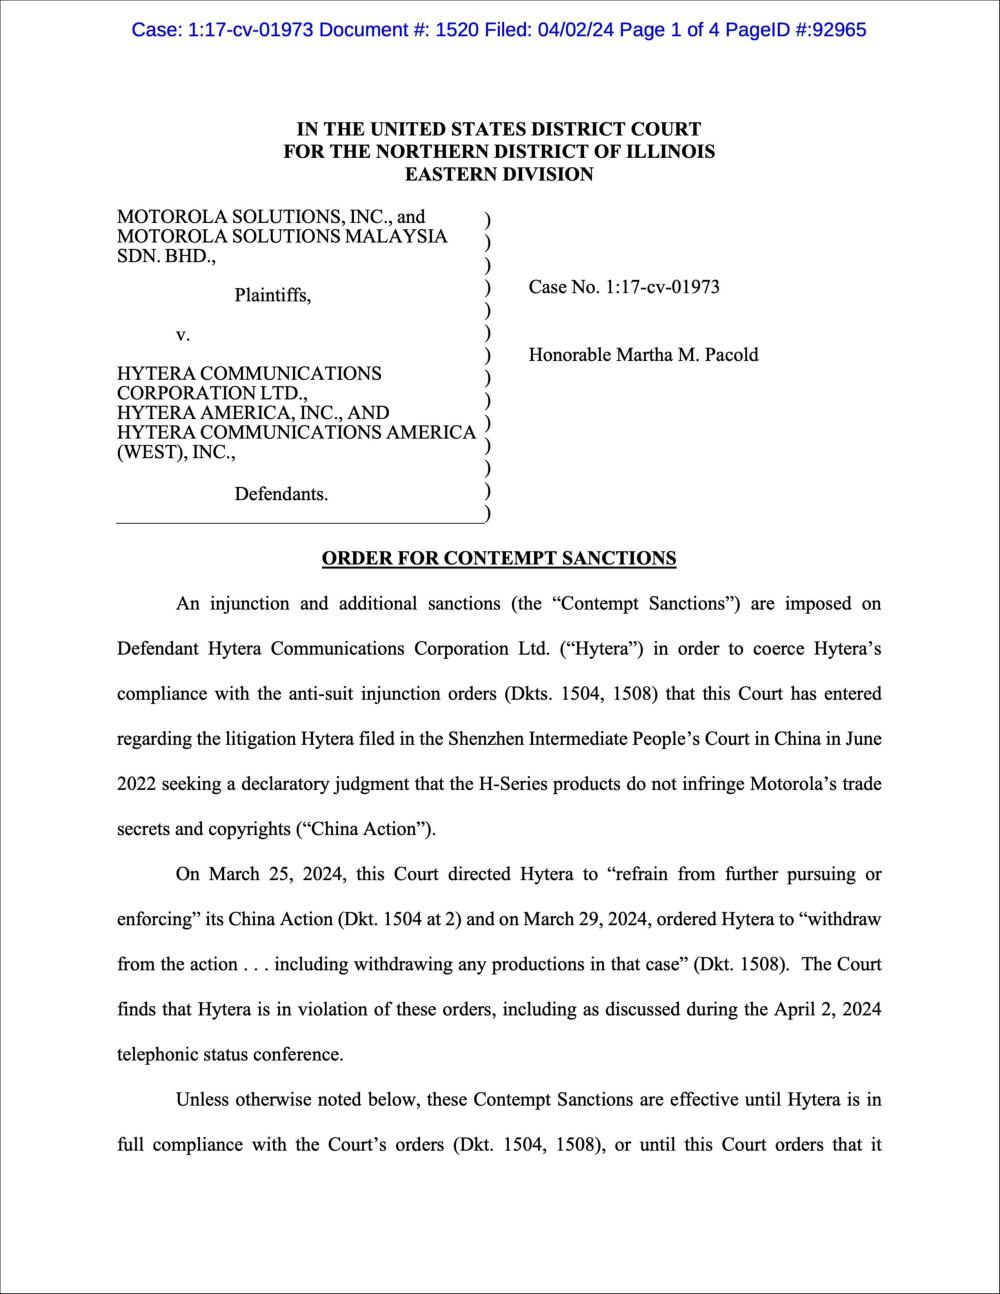 Case: 1:17-cv-01973 Document #: 1520 Filed: 04/02/24 Page 1 of 4 PageID #:92965
IN THE UNITED STATES DISTRICT COURT
FOR THE NORTHERN DISTRICT OF ILLINOIS
EASTERN DIVISION
MOTOROLA SOLUTIONS, INC., and
MOTOROLA SOLUTIONS MALAYSIA
SDN. BHD.,
Plaintiffs,
v.
HYTERA COMMUNICATIONS
CORPORATION LTD.,
HYTERA AMERICA, INC., AND
HYTERA COMMUNICATIONS AMERICA
(WEST), INC.,
Defendants.
)
)
)
)
)
)
)
)
)
)
)
)
)
)
Case No. 1:17-cv-01973
Honorable Martha M. Pacold
ORDER FOR CONTEMPT SANCTIONS
An injunction and additional sanctions (the “Contempt Sanctions”) are imposed on
Defendant Hytera Communications Corporation Ltd. (“Hytera”) in order to coerce Hytera’s
compliance with the anti-suit injunction orders (Dkts. 1504, 1508) that this Court has entered
regarding the litigation Hytera filed in the Shenzhen Intermediate People’s Court in China in June
2022 seeking a declaratory judgment that the H-Series products do not infringe Motorola’s trade
secrets and copyrights (“China Action”).
On March 25, 2024, this Court directed Hytera to “refrain from further pursuing or
enforcing” its China Action (Dkt. 1504 at 2) and on March 29, 2024, ordered Hytera to “withdraw
from the action . . . including withdrawing any productions in that case” (Dkt. 1508). The Court
finds that Hytera is in violation of these orders, including as discussed during the April 2, 2024
telephonic status conference.
Unless otherwise noted below, these Contempt Sanctions are effective until Hytera is in
full compliance with the Court’s orders (Dkt. 1504, 1508), or until this Court orders that it